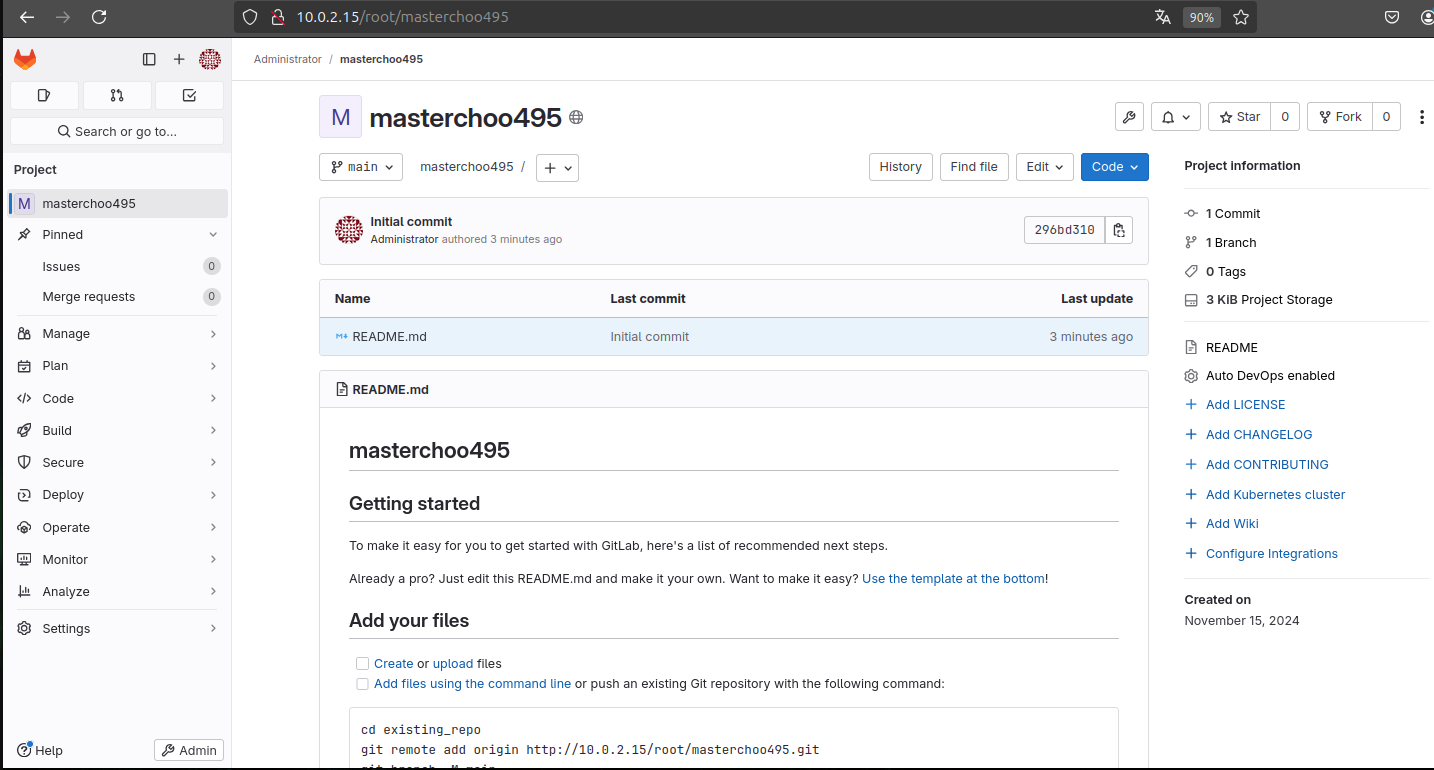 10.0.2.15/root/masterchoo495
90%
Administrator / masterchoo495
Search or go to...
Project
M masterchoo495
Pinned
Issues 0
Merge requests 0
Manage
Plan
Code
Build
Secure
Deploy
Operate
Monitor
Analyze
Settings
Help
Admin
M masterchoo495
Star 0
Fork 0
main
masterchoo495 /
History
Find file
Edit
Code
Initial commit
Administrator authored 3 minutes ago
296bd310
Name Last commit Last update
README.md Initial commit 3 minutes ago
README.md
masterchoo495
Getting started
To make it easy for you to get started with GitLab, here's a list of recommended next steps.
Already a pro? Just edit this README.md and make it your own. Want to make it easy? Use the template at the bottom!
Add your files
Create or upload files
Add files using the command line or push an existing Git repository with the following command:
cd existing_repo
git remote add origin http://10.0.2.15/root/masterchoo495.git
git branch -M main
Project information
1 Commit
1 Branch
0 Tags
3 KiB Project Storage
README
Auto DevOps enabled
Add LICENSE
Add CHANGELOG
Add CONTRIBUTING
Add Kubernetes cluster
Add Wiki
Configure Integrations
Created on
November 15, 2024